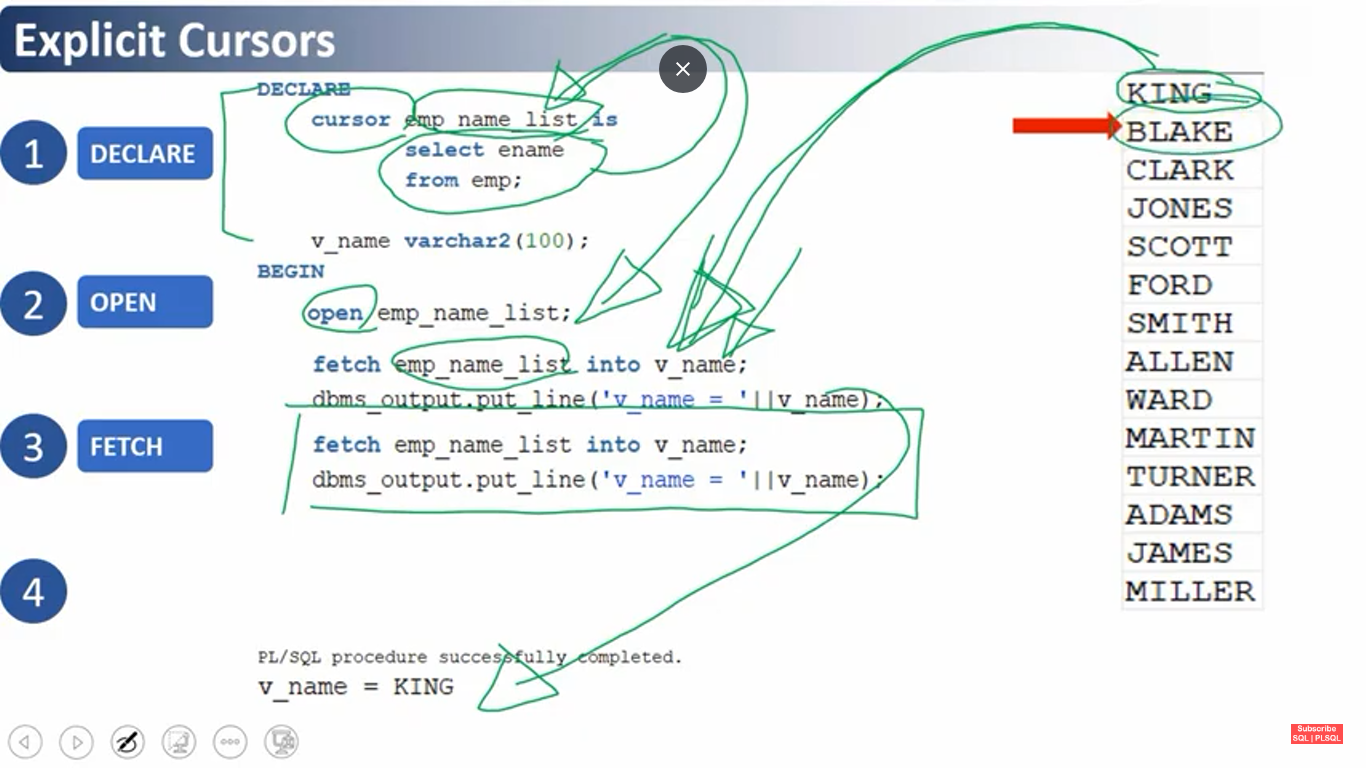 Explicit Cursors
1 DECLARE
DECLARE
cursor emp_name_list is
select ename
from emp;
v_name varchar2(100);
2 OPEN
BEGIN
open emp_name_list;
fetch emp_name_list into v_name;
dbms_output.put_line('v_name = '||v_name);
3 FETCH
fetch emp_name_list into v_name;
dbms_output.put_line('v_name = '||v_name);
4
PL/SQL procedure successfully completed.
v_name = KING
KING
BLAKE
CLARK
JONES
SCOTT
FORD
SMITH
ALLEN
WARD
MARTIN
TURNER
ADAMS
JAMES
MILLER
Subscribe
SQL | PLSQL